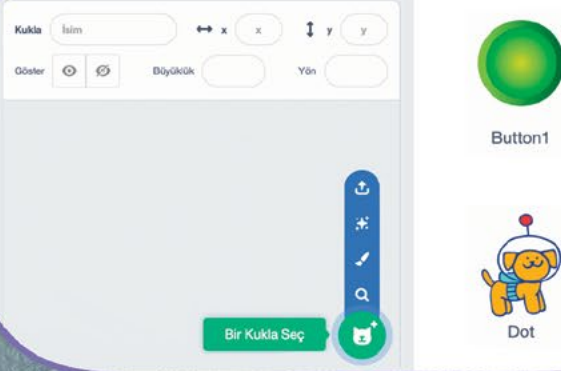 Kukla İsim x x y y
Göster Büyüklük Yön
Bir Kukla Seç
Button1
Dot